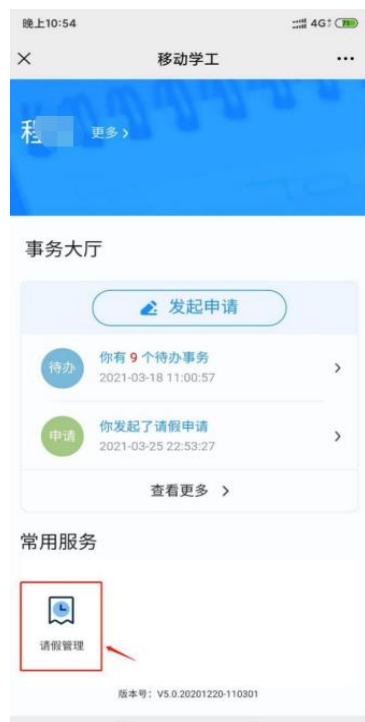 晚上10:54
4G
移动学工
程
更多 >
事务大厅
发起申请
待办
你有 9 个待办事务
2021-03-18 11:00:57
申请
你发起了请假申请
2021-03-25 22:53:27
查看更多 >
常用服务
请假管理
版本号：V5.0.20201220-110301